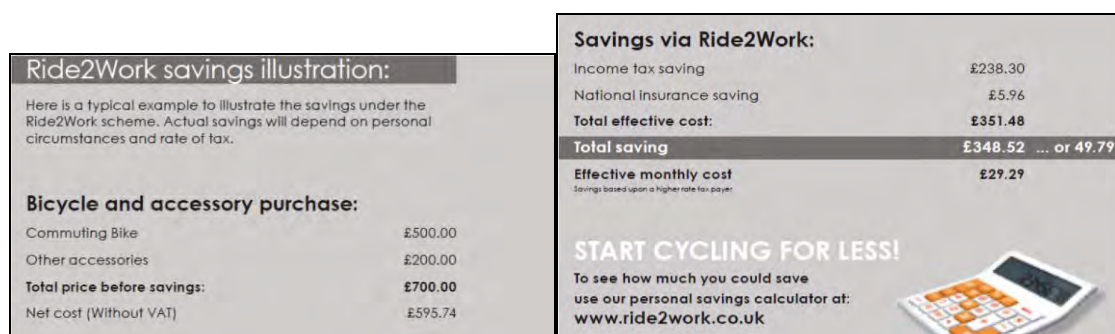 Ride2Work savings illustration:
Here is a typical example to illustrate the savings under the
Ride2Work scheme. Actual savings will depend on personal
circumstances and rate of tax.
Bicycle and accessory purchase:
Commuting Bike £500.00
Other accessories £200.00
Total price before savings: £700.00
Net cost (Without VAT) £595.74
Savings via Ride2Work:
Income tax saving £238.30
National insurance saving £5.96
Total effective cost: £351.48
Total saving £348.52 ... or 49.79
Effective monthly cost £29.29
Savings based upon a higher rate tax payer
START CYCLING FOR LESS!
To see how much you could save
use our personal savings calculator at:
www.ride2work.co.uk